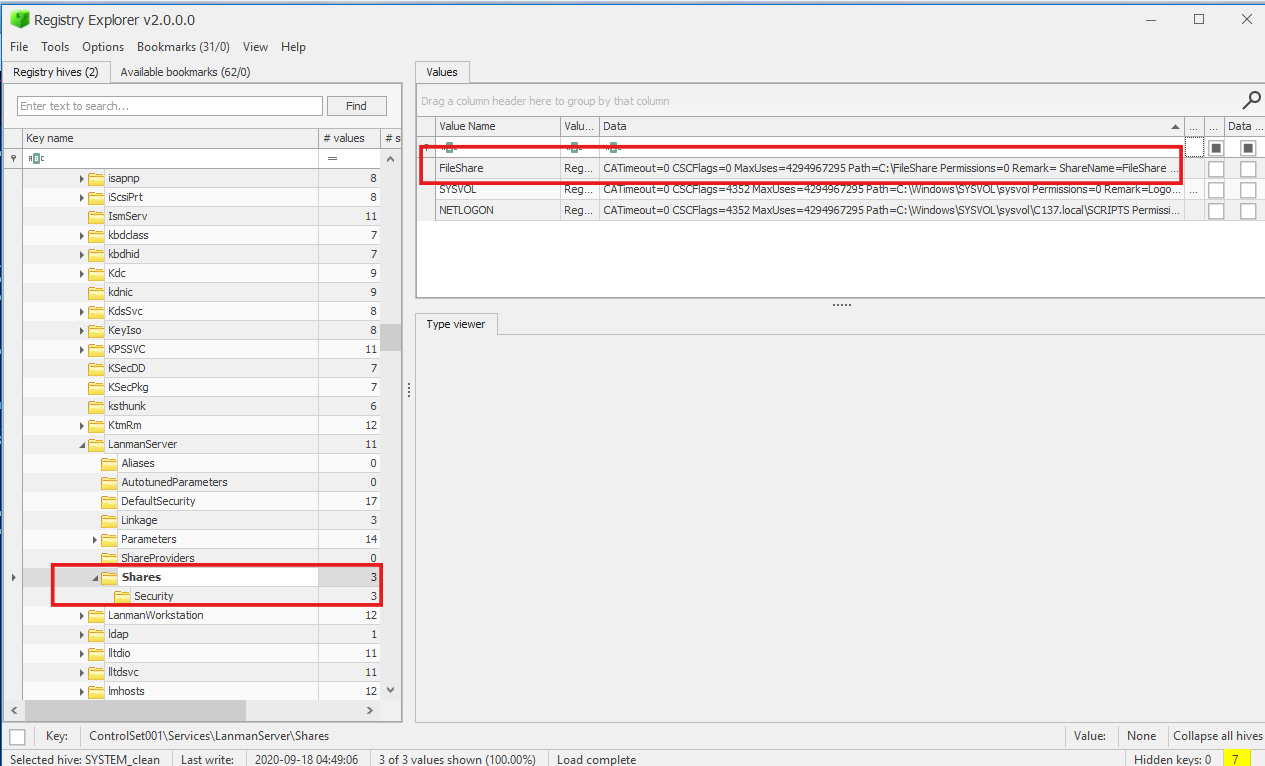 Registry Explorer v2.0.0.0
File Tools Options Bookmarks (31/0) View Help
Registry hives (2) Available bookmarks (62/0)
Enter text to search... Find
Key name # values # s
=
isapnp 8
iScsiPrt 8
IsmServ 11
kbdclass 7
kbdhid 7
Kdc 9
kdnic 9
KdsSvc 8
KeyIso 8
KPSSVC 11
KSecDD 7
KSecPkg 7
ksthunk 6
KtmRm 12
LanmanServer 11
Aliases 0
AutotunedParameters 0
DefaultSecurity 17
Linkage 3
Parameters 14
ShareProviders 0
Shares 3
Security 3
LanmanWorkstation 12
ldap 1
lltdio 11
lltdsvc 11
lmhosts 12
Values
Drag a column header here to group by that column
Value Name Valu... Data ... ... Data ...
FileShare Reg... CATimeout=0 CSCFlags=0 MaxUses=4294967295 Path=C:\FileShare Permissions=0 Remark= ShareName=FileShare ...
SYSVOL Reg... CATimeout=0 CSCFlags=4352 MaxUses=4294967295 Path=C:\Windows\SYSVOL\sysvol Permissions=0 Remark=Logo... ...
NETLOGON Reg... CATimeout=0 CSCFlags=4352 MaxUses=4294967295 Path=C:\Windows\SYSVOL\sysvol\C137.local\SCRIPTS Permissi...
Type viewer
Key: ControlSet001\Services\LanmanServer\Shares Value: None Collapse all hives
Selected hive: SYSTEM_clean Last write: 2020-09-18 04:49:06 3 of 3 values shown (100.00%) Load complete Hidden keys: 0 7